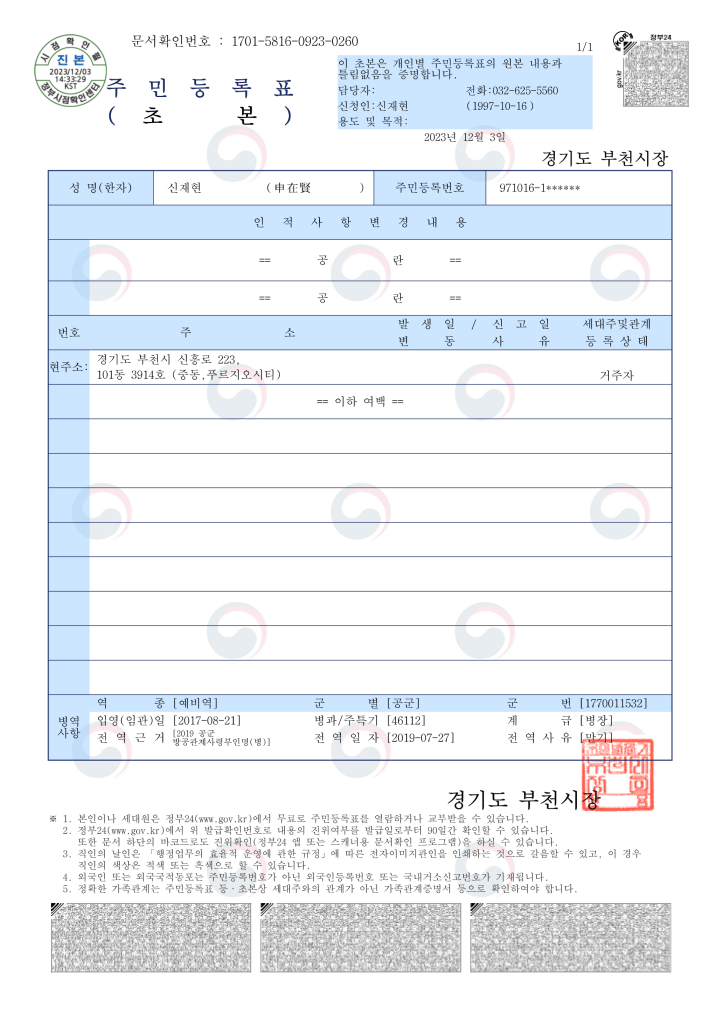 문서확인번호 : 1701-5816-0923-0260
1/1
시점확인필
진 본
2023/12/03
14:33:29
KST
정부시점확인센터
정부24
gov.kr
주 민 등 록 표
( 초 본 )
이 초본은 개인별 주민등록표의 원본 내용과
틀림없음을 증명합니다.
담당자: 전화:032-625-5560
신청인:신재현 (1997-10-16 )
용도 및 목적:
2023년 12월 3일
경기도 부천시장
성 명(한자) 신재현 (申在賢 ) 주민등록번호 971016-1******
인 적 사 항 변 경 내 용
== 공 란 ==
== 공 란 ==
번호 주 소 발 생 일 / 신 고 일 세대주및관계
변 동 사 유 등 록 상 태
현주소: 경기도 부천시 신흥로 223,
101동 3914호 (중동,푸르지오시티) 거주자
== 이하 여백 ==
병역
사항
역 종 [예비역] 군 별 [공군] 군 번 [1770011532]
입영(임관)일 [2017-08-21] 병과/주특기 [46112] 계 급 [병장]
전 역 근 거 [2019 공군
방공관제사령부인명(병)] 전 역 일 자 [2019-07-27] 전 역 사 유 [만기]
경기도 부천시장
※ 1. 본인이나 세대원은 정부24(www.gov.kr)에서 무료로 주민등록표를 열람하거나 교부받을 수 있습니다.
2. 정부24(www.gov.kr)에서 위 발급확인번호로 내용의 진위여부를 발급일로부터 90일간 확인할 수 있습니다.
또한 문서 하단의 바코드로도 진위확인(정부24 앱 또는 스캐너용 문서확인 프로그램)을 하실 수 있습니다.
3. 직인의 날인은 「행정업무의 효율적 운영에 관한 규정」에 따른 전자이미지관인을 인쇄하는 것으로 갈음할 수 있고, 이 경우
직인의 색상은 적색 또는 흑색으로 할 수 있습니다.
4. 외국인 또는 외국국적동포는 주민등록번호가 아닌 외국인등록번호 또는 국내거소신고번호가 기재됩니다.
5. 정확한 가족관계는 주민등록표 등·초본상 세대주와의 관계가 아닌 가족관계증명서 등으로 확인하여야 합니다.